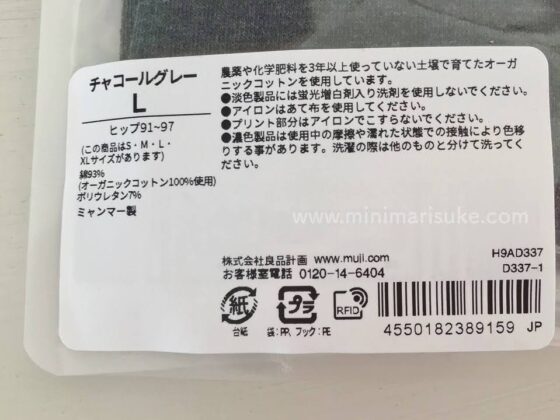 チャコールグレー
L
ヒップ91~97
(この商品はS・M・L・
XLサイズがあります)
綿93%
(オーガニックコットン100%使用)
ポリウレタン7%
ミャンマー製
農薬や化学肥料を3年以上使っていない土壌で育てたオーガ
ニックコットンを使用しています。
●淡色製品には蛍光増白剤入り洗剤を使用しないでください。
●アイロンはあて布を使用してください。
●プリント部分はアイロンでこすらないでください。
●濃色製品は使用中の摩擦や濡れた状態での接触により色移
りする事があります。洗濯の際は他のものと分けて洗ってく
ださい。
www.minimarisuke.com
株式会社良品計画 www.muji.com
お客様室電話 0120-14-6404
H9AD337
D337-1
紙
台紙
プラ
袋:PP, フック:PE
RFID
4550182389159 JP